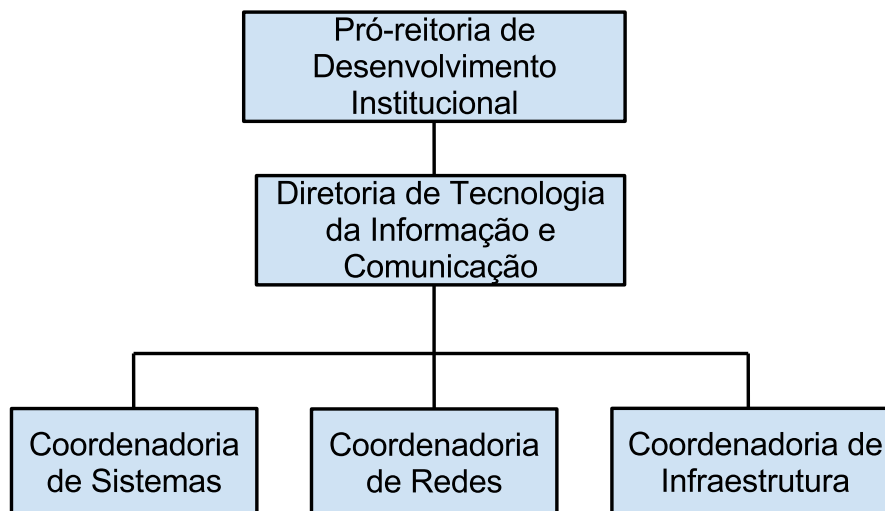 Pró-reitoria de
Desenvolvimento
Institucional
Diretoria de Tecnologia
da Informação e
Comunicação
Coordenadoria
de Sistemas
Coordenadoria
de Redes
Coordenadoria de
Infraestrutura